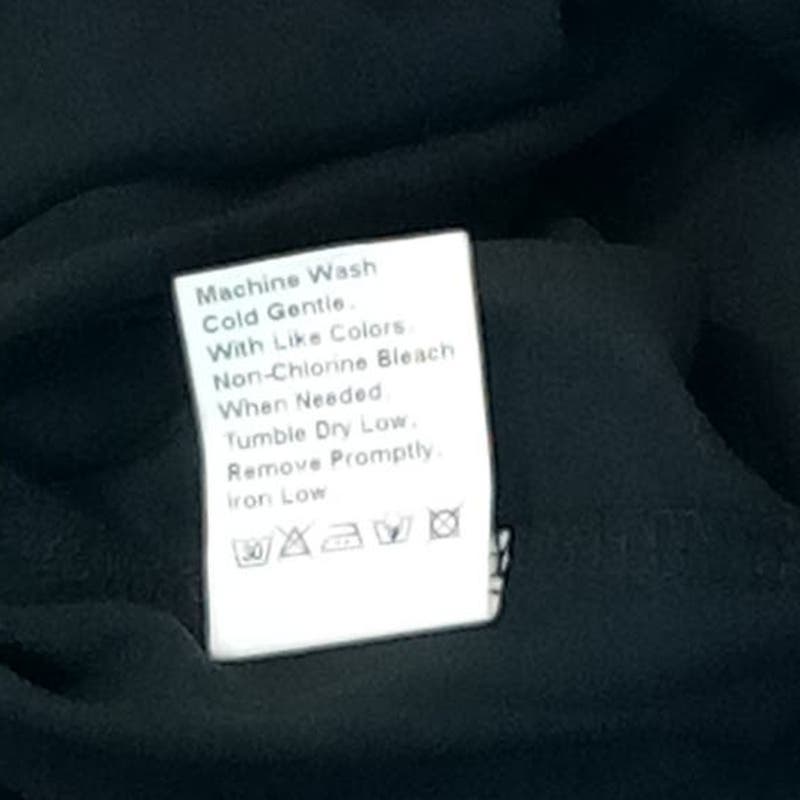 Machine Wash
Cold Gentle.
With Like Colors.
Non-Chlorine Bleach
When Needed.
Tumble Dry Low.
Remove Promptly.
Iron Low
30